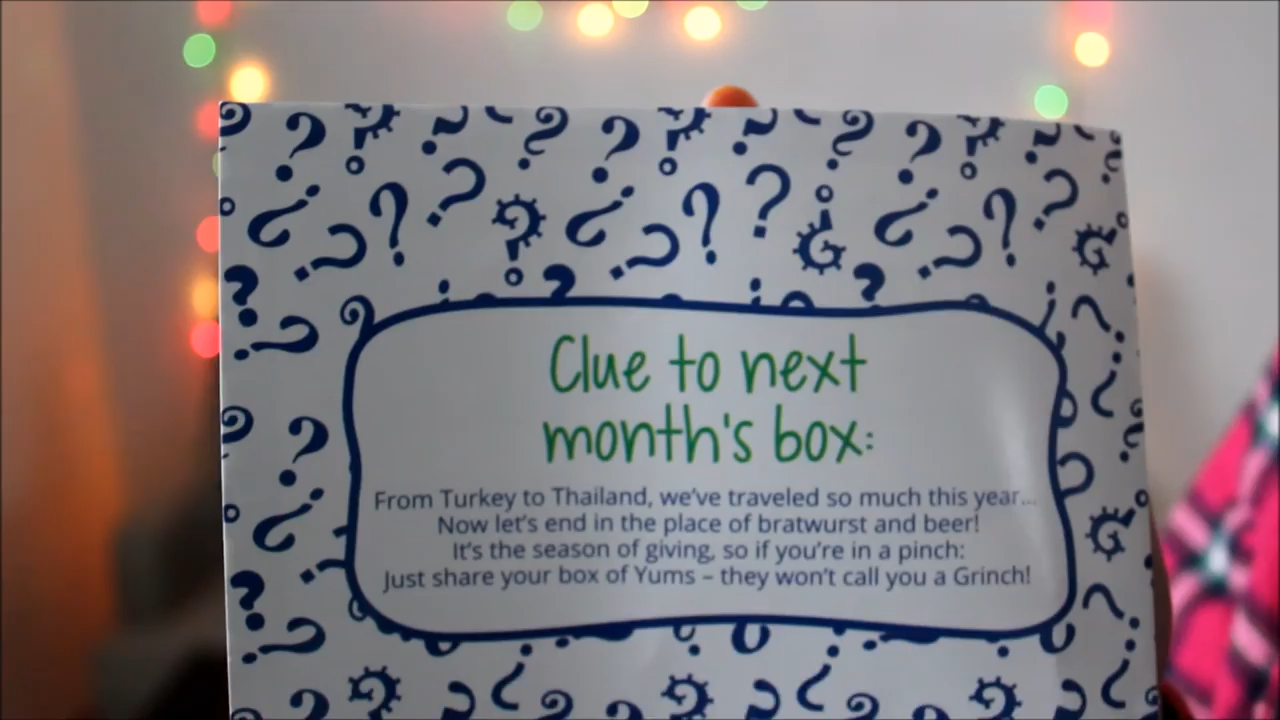 Clue to next
month's box:
From Turkey to Thailand, we've traveled so much this year...
Now let's end in the place of bratwurst and beer!
It's the season of giving, so if you're in a pinch:
Just share your box of Yums – they won't call you a Grinch!